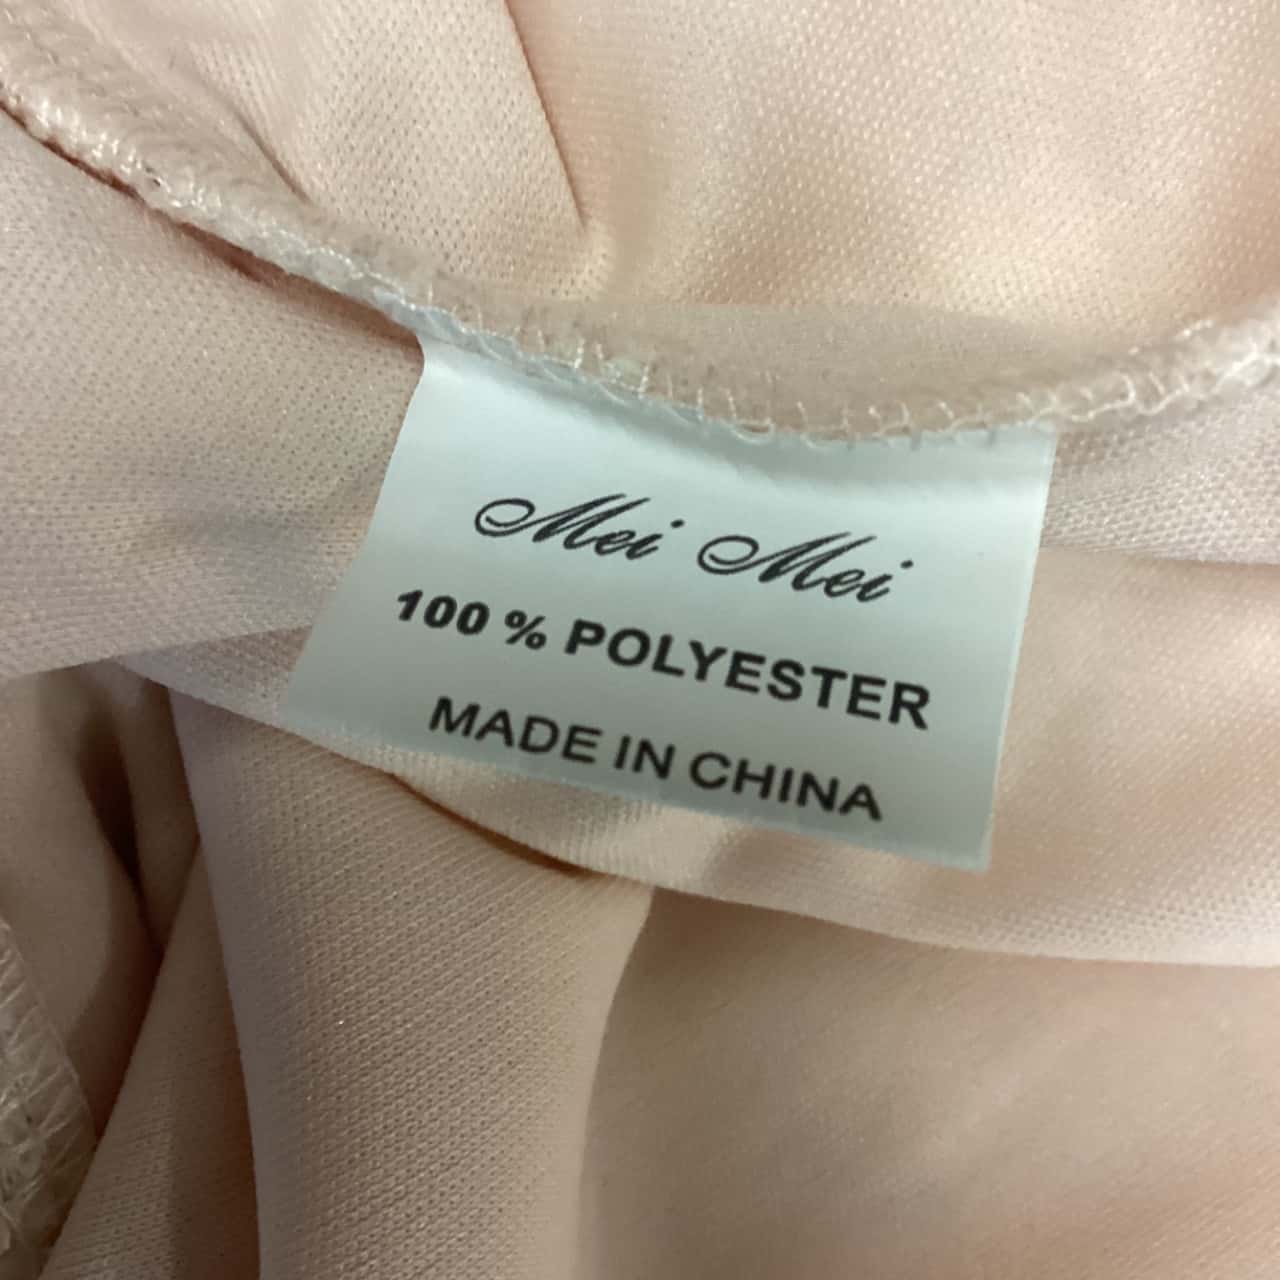 Mei Mei
100 % POLYESTER
MADE IN CHINA